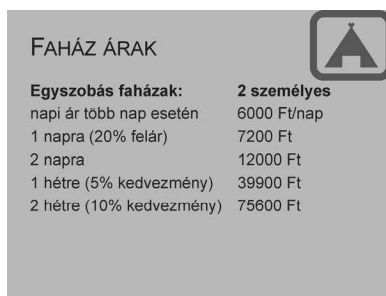 FAHÁZ ÁRAK
Egyszobás faházak: 2 személyes
napi ár több nap esetén 6000 Ft/nap
1 napra (20% felár) 7200 Ft
2 napra 12000 Ft
1 hétre (5% kedvezmény) 39900 Ft
2 hétre (10% kedvezmény) 75600 Ft